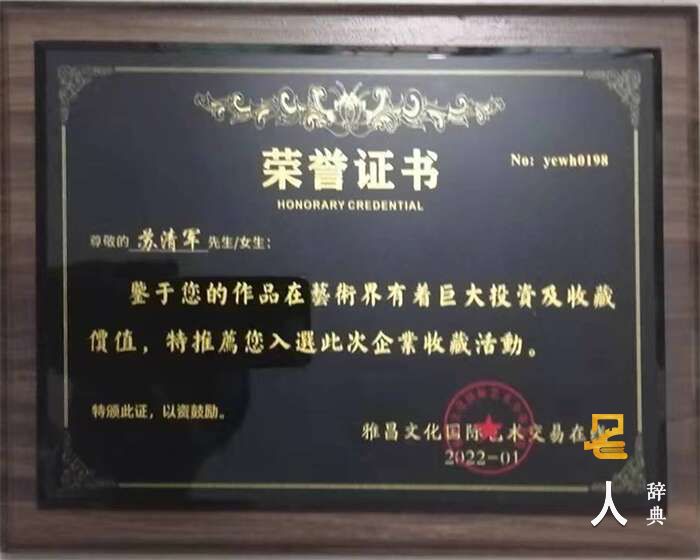 荣誉证书
No: ycwh0198
HONORARY CREDENTIAL
尊敬的 苏清军 先生/女生：
鉴于您的作品在藝術界有着巨大投资及收藏
價值，特推薦您入選此次企業收藏活動。
特颁此证，以资鼓励。
雅昌文化国际艺术交易在线
2022-01
人
辞典